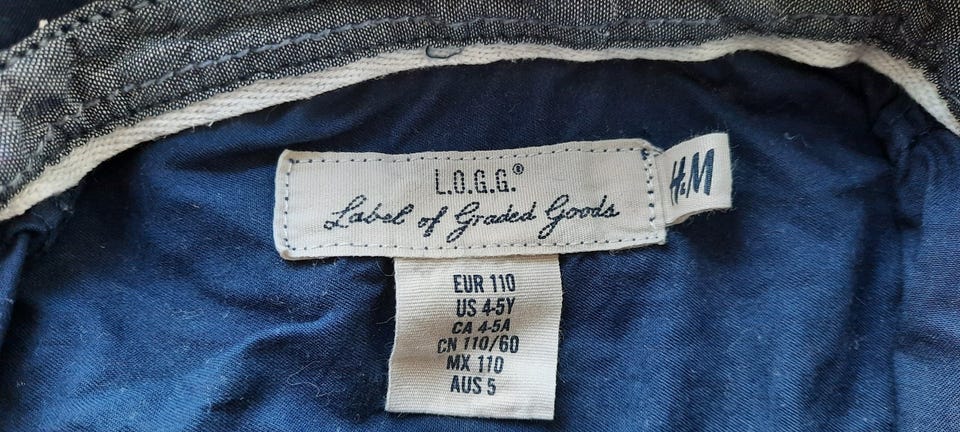 L.O.G.G.®
Label of Graded Goods
H&M
EUR 110
US 4-5Y
CA 4-5A
CN 110/60
MX 110
AUS 5